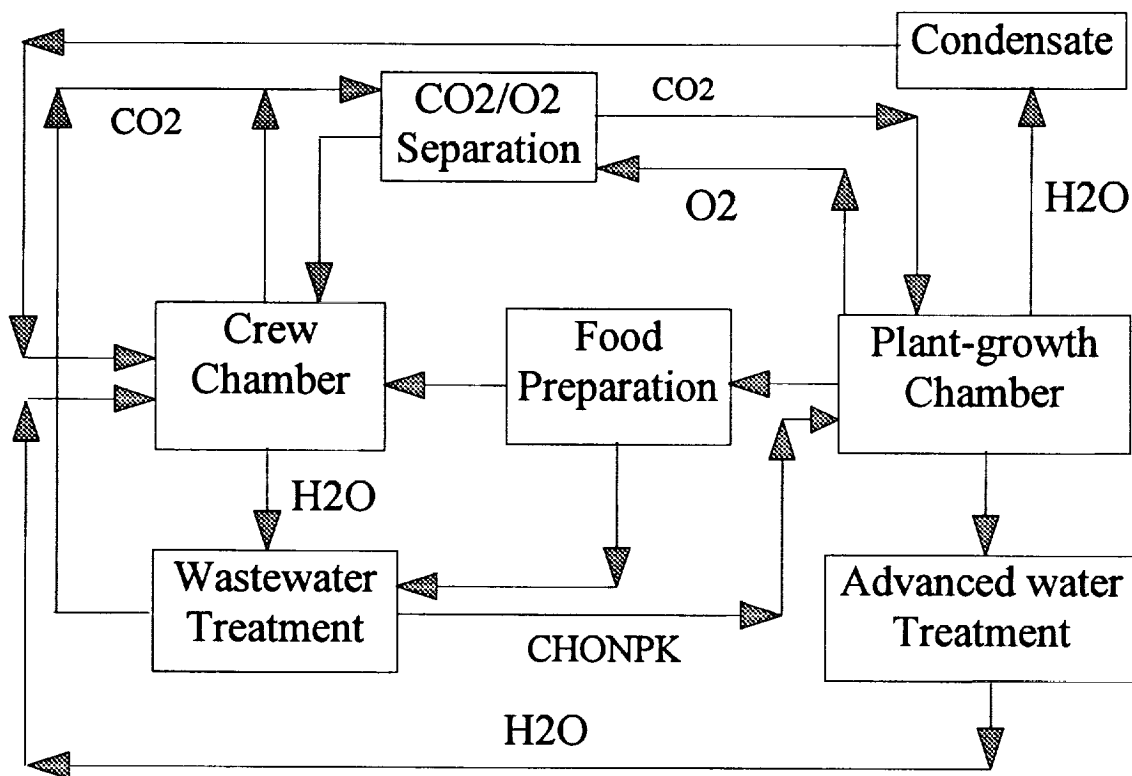 Condensate
CO2/O2
Separation
CO2
CO2
O2
H2O
Crew
Chamber
Food
Preparation
Plant-growth
Chamber
H2O
Wastewater
Treatment
Advanced water
Treatment
CHONPK
H2O